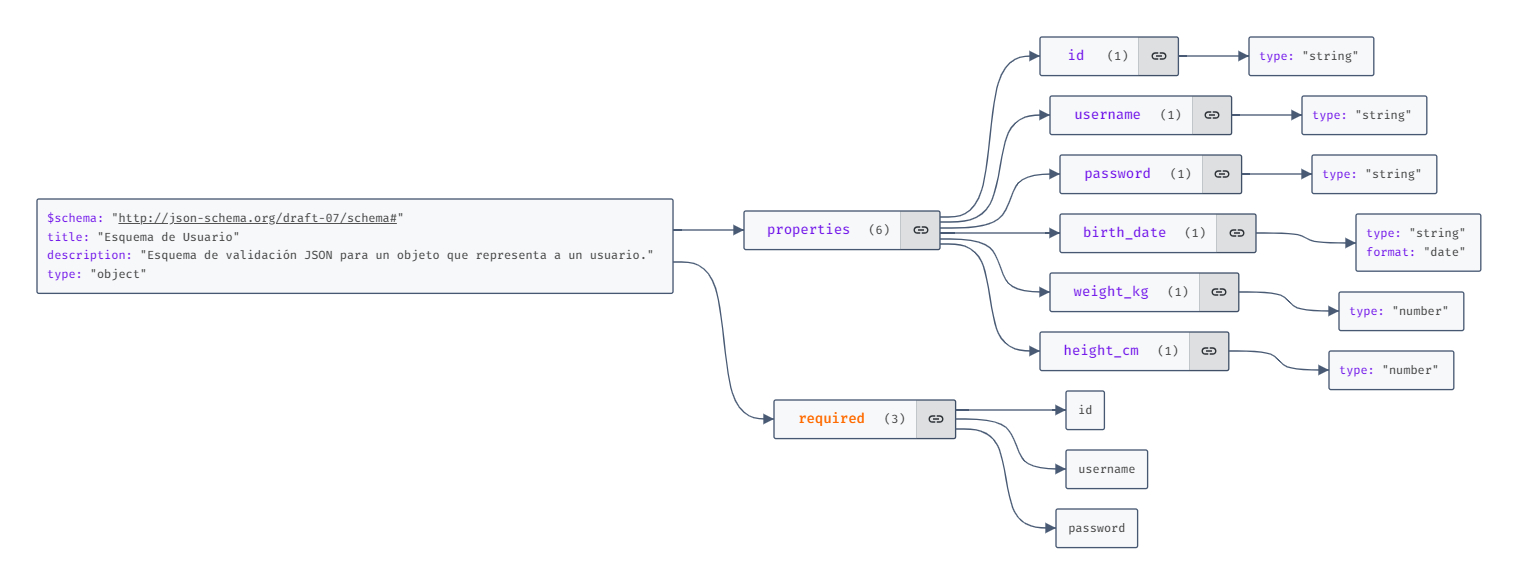 id (1)
type: "string"
username (1)
type: "string"
password (1)
type: "string"
$schema: "http://json-schema.org/draft-07/schema#"
title: "Esquema de Usuario"
description: "Esquema de validación JSON para un objeto que representa a un usuario."
type: "object"
properties (6)
birth_date (1)
type: "string"
format: "date"
weight_kg (1)
type: "number"
height_cm (1)
type: "number"
required (3)
id
username
password